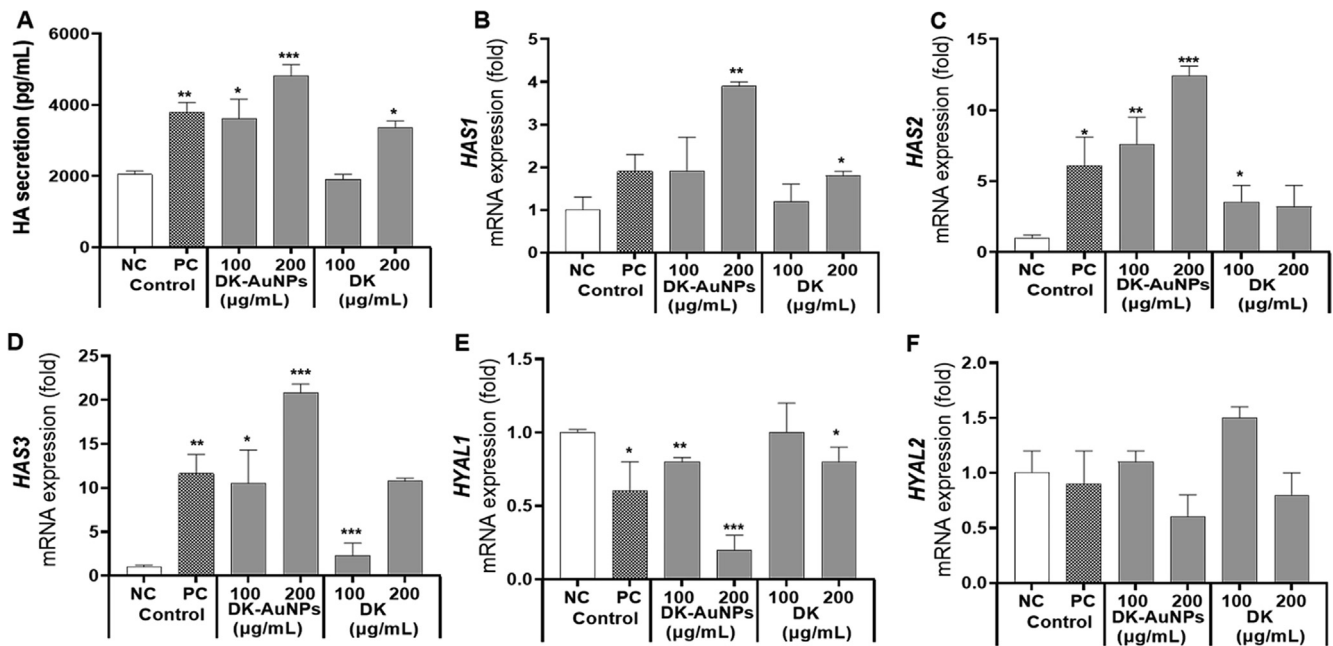 A
HA secretion (pg/mL)
6000
4000
2000
0
**
*
***
*
NC PC 100 200 100 200
Control DK-AuNPs DK
(µg/mL) (µg/mL)
B
HAS1
mRNA expression (fold)
5
4
3
2
1
0
**
*
NC PC 100 200 100 200
Control DK-AuNPs DK
(µg/mL) (µg/mL)
C
HAS2
mRNA expression (fold)
15
10
5
0
*
**
***
*
NC PC 100 200 100 200
Control DK-AuNPs DK
(µg/mL) (µg/mL)
D
HAS3
mRNA expression (fold)
25
20
15
10
5
0
**
*
***
***
NC PC 100 200 100 200
Control DK-AuNPs DK
(µg/mL) (µg/mL)
E
HYAL1
mRNA expression (fold)
1.5
1.0
0.5
0.0
*
**
***
*
NC PC 100 200 100 200
Control DK-AuNPs DK
(µg/mL) (µg/mL)
F
HYAL2
mRNA expression (fold)
2.0
1.5
1.0
0.5
0.0
NC PC 100 200 100 200
Control DK-AuNPs DK
(µg/mL) (µg/mL)